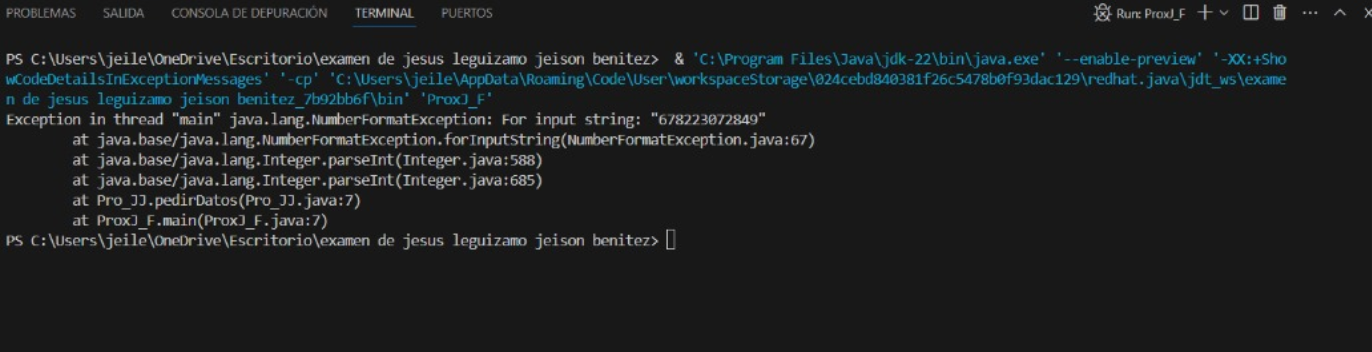 PROBLEMAS SALIDA CONSOLA DE DEPURACIÓN TERMINAL PUERTOS Run: ProxJ_F
PS C:\Users\jeile\OneDrive\Escritorio\examen de jesus leguizamo jeison benitez> & 'C:\Program Files\Java\jdk-22\bin\java.exe' '--enable-preview' '-XX:+Sho
wCodeDetailsInExceptionMessages' '-cp' 'C:\Users\jeile\AppData\Roaming\Code\User\workspaceStorage\024cebd840381f26c5478b0f93dac129\redhat.java\jdt_ws\exame
n de jesus leguizamo jeison benitez_7b92bb6f\bin' 'ProxJ_F'
Exception in thread "main" java.lang.NumberFormatException: For input string: "678223072849"
at java.base/java.lang.NumberFormatException.forInputString(NumberFormatException.java:67)
at java.base/java.lang.Integer.parseInt(Integer.java:588)
at java.base/java.lang.Integer.parseInt(Integer.java:685)
at Pro_JJ.pedirDatos(Pro_JJ.java:7)
at ProxJ_F.main(ProxJ_F.java:7)
PS C:\Users\jeile\OneDrive\Escritorio\examen de jesus leguizamo jeison benitez>